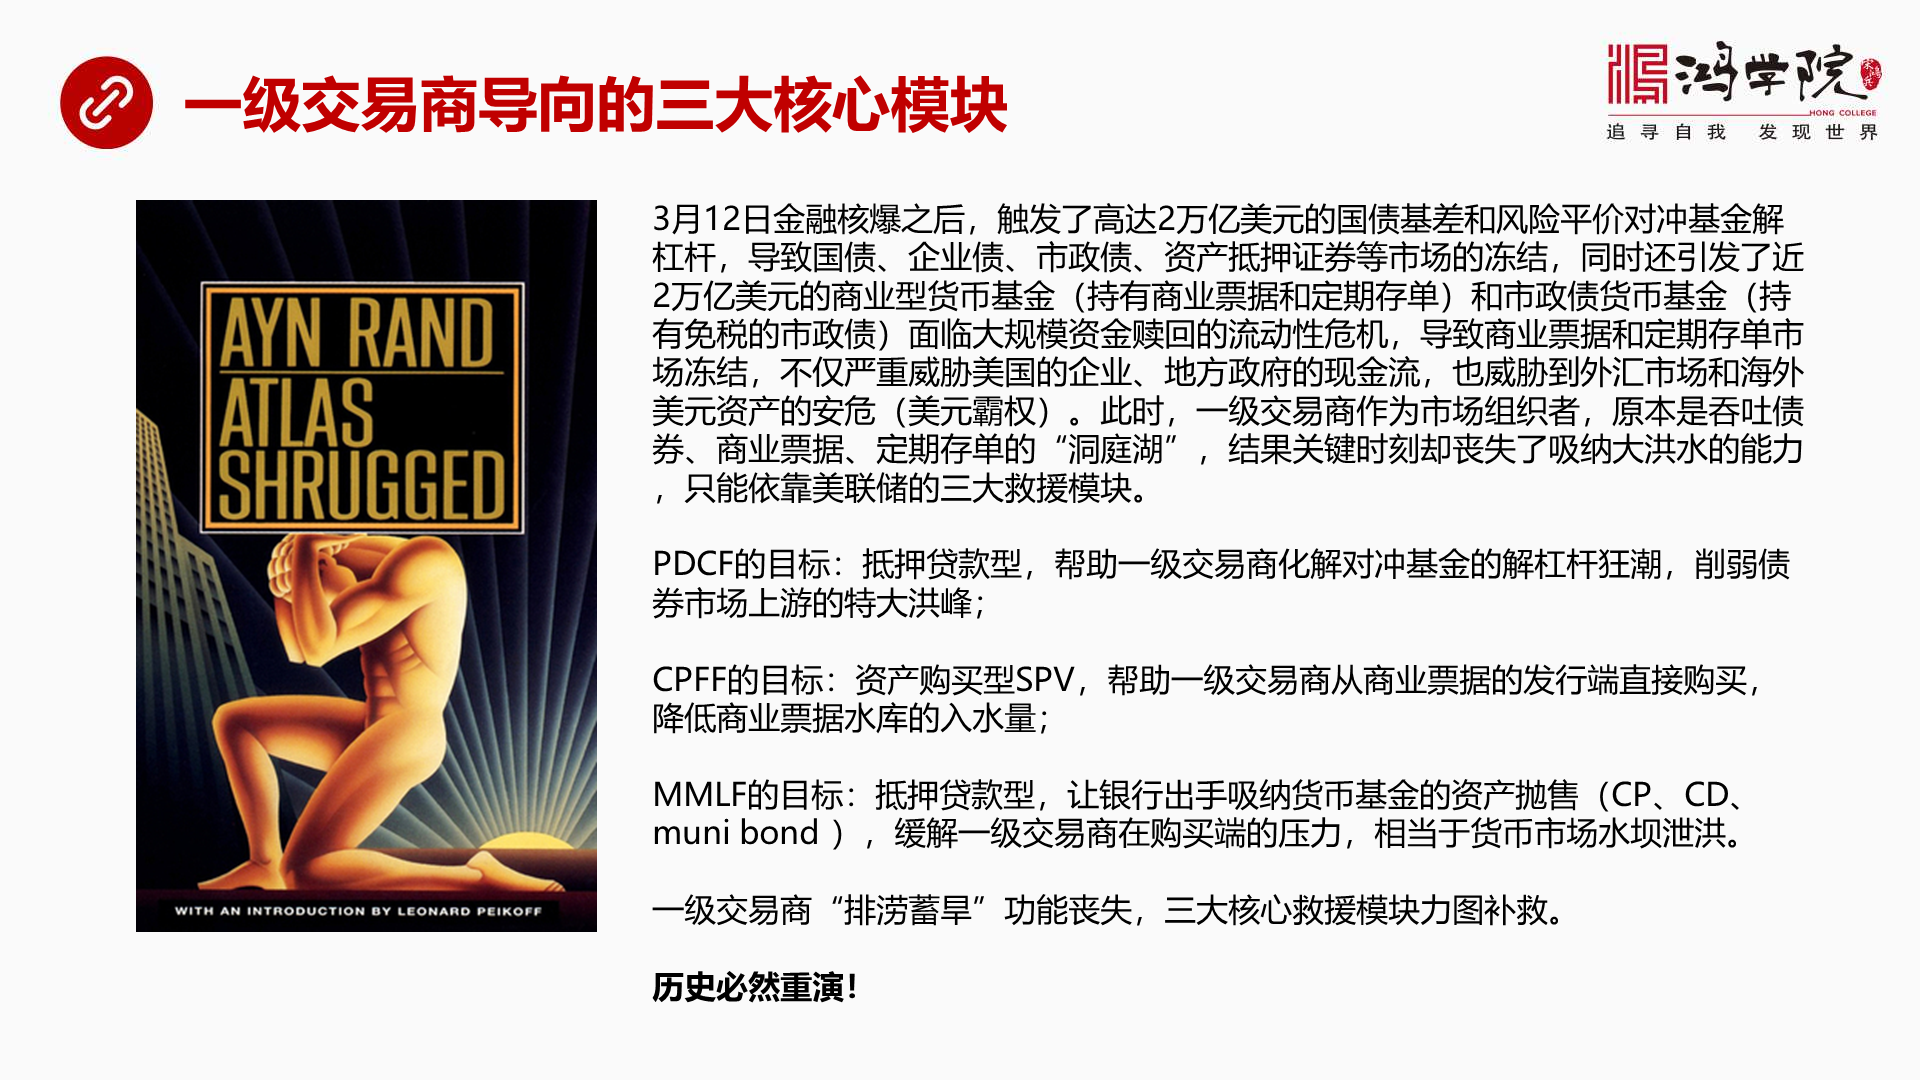 一级交易商导向的三大核心模块
鸿学院
HONG COLLEGE
追寻自我 发现世界
AYN RAND
ATLAS
SHRUGGED
WITH AN INTRODUCTION BY LEONARD PEIKOFF
3月12日金融核爆之后，触发了高达2万亿美元的国债基差和风险平价对冲基金解
杠杆，导致国债、企业债、市政债、资产抵押证券等市场的冻结，同时还引发了近
2万亿美元的商业型货币基金（持有商业票据和定期存单）和市政债货币基金（持
有免税的市政债）面临大规模资金赎回的流动性危机，导致商业票据和定期存单市
场冻结，不仅严重威胁美国的企业、地方政府的现金流，也威胁到外汇市场和海外
美元资产的安危（美元霸权）。此时，一级交易商作为市场组织者，原本是吞吐债
券、商业票据、定期存单的“洞庭湖”，结果关键时刻却丧失了吸纳大洪水的能力
，只能依靠美联储的三大救援模块。
PDCF的目标：抵押贷款型，帮助一级交易商化解对冲基金的解杠杆狂潮，削弱债
券市场上游的特大洪峰；
CPFF的目标：资产购买型SPV，帮助一级交易商从商业票据的发行端直接购买，
降低商业票据水库的入水量；
MMLF的目标：抵押贷款型，让银行出手吸纳货币基金的资产抛售（CP、CD、
muni bond ），缓解一级交易商在购买端的压力，相当于货币市场水坝泄洪。
一级交易商“排涝蓄旱”功能丧失，三大核心救援模块力图补救。
历史必然重演！